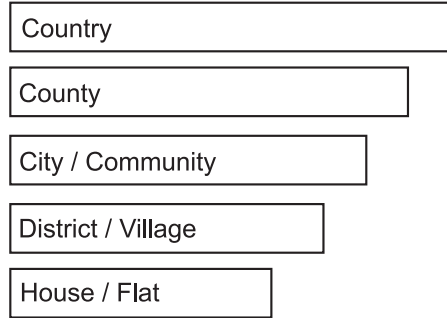 Country
County
City / Community
District / Village
House / Flat